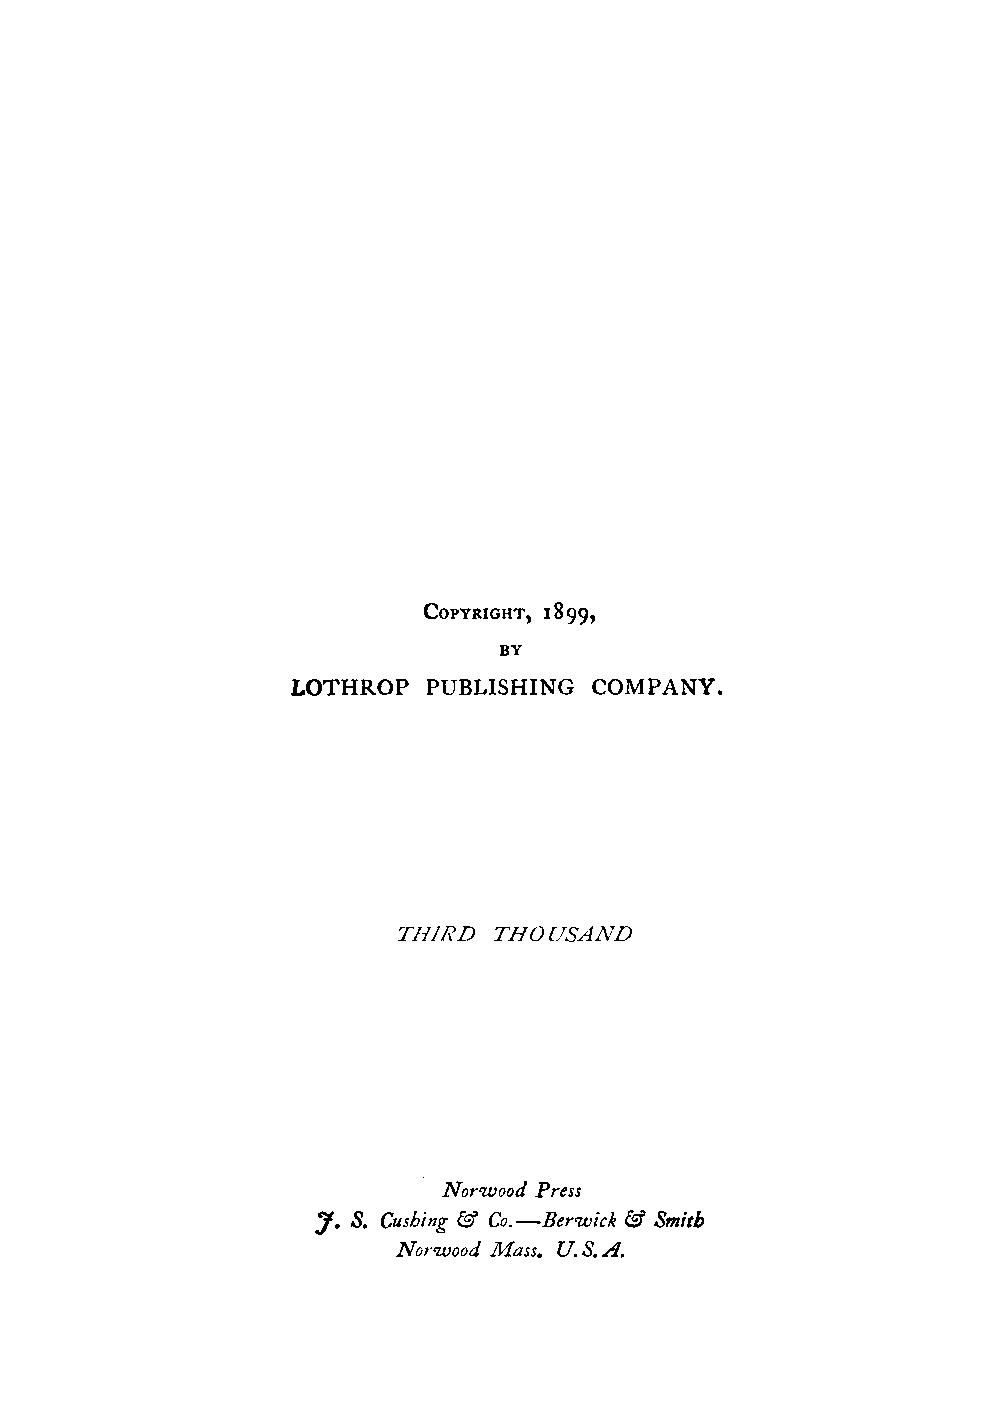 COPYRIGHT, 1899,
BY
LOTHROP PUBLISHING COMPANY.
THIRD THOUSAND
Norwood Press
J. S. Cushing & Co.—Berwick & Smith
Norwood Mass. U.S.A.